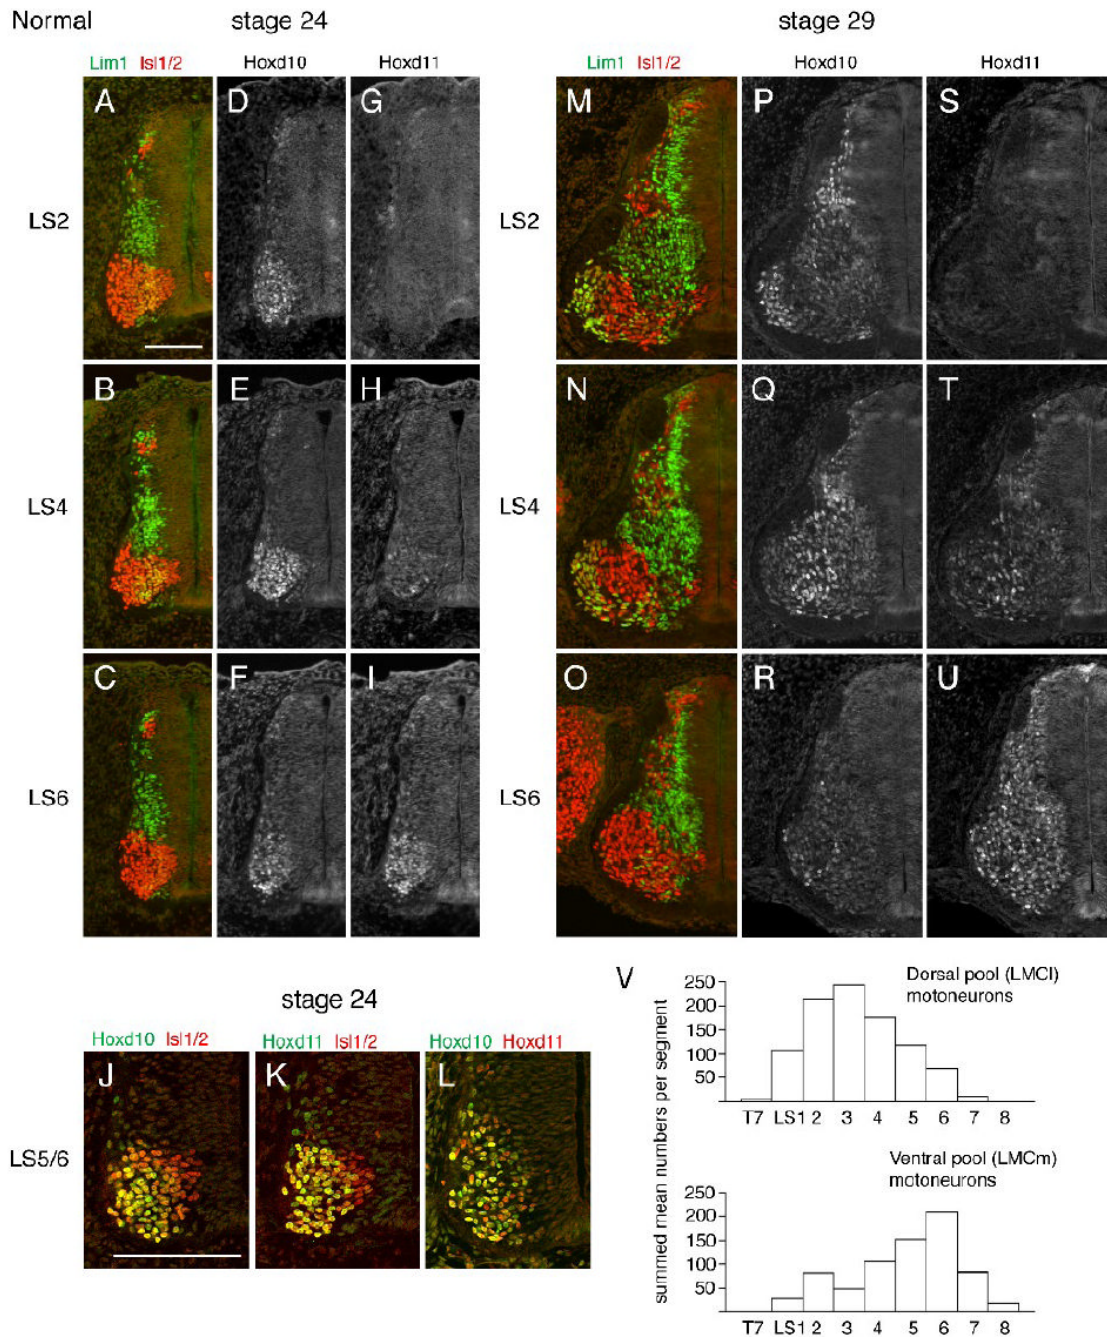 Normal stage 24 stage 29
Lim1 Isl1/2 Hoxd10 Hoxd11 Lim1 Isl1/2 Hoxd10 Hoxd11
A D G M P S
LS2 LS2
B E H N Q T
LS4 LS4
C F I O R U
LS6 LS6
stage 24
Hoxd10 Isl1/2 Hoxd11 Isl1/2 Hoxd10 Hoxd11
J K L
LS5/6
V
summed mean numbers per segment
Dorsal pool (LMCl)
motoneurons
250
200
150
100
50
T7 LS1 2 3 4 5 6 7 8
Ventral pool (LMCm)
motoneurons
250
200
150
100
50
T7 LS1 2 3 4 5 6 7 8